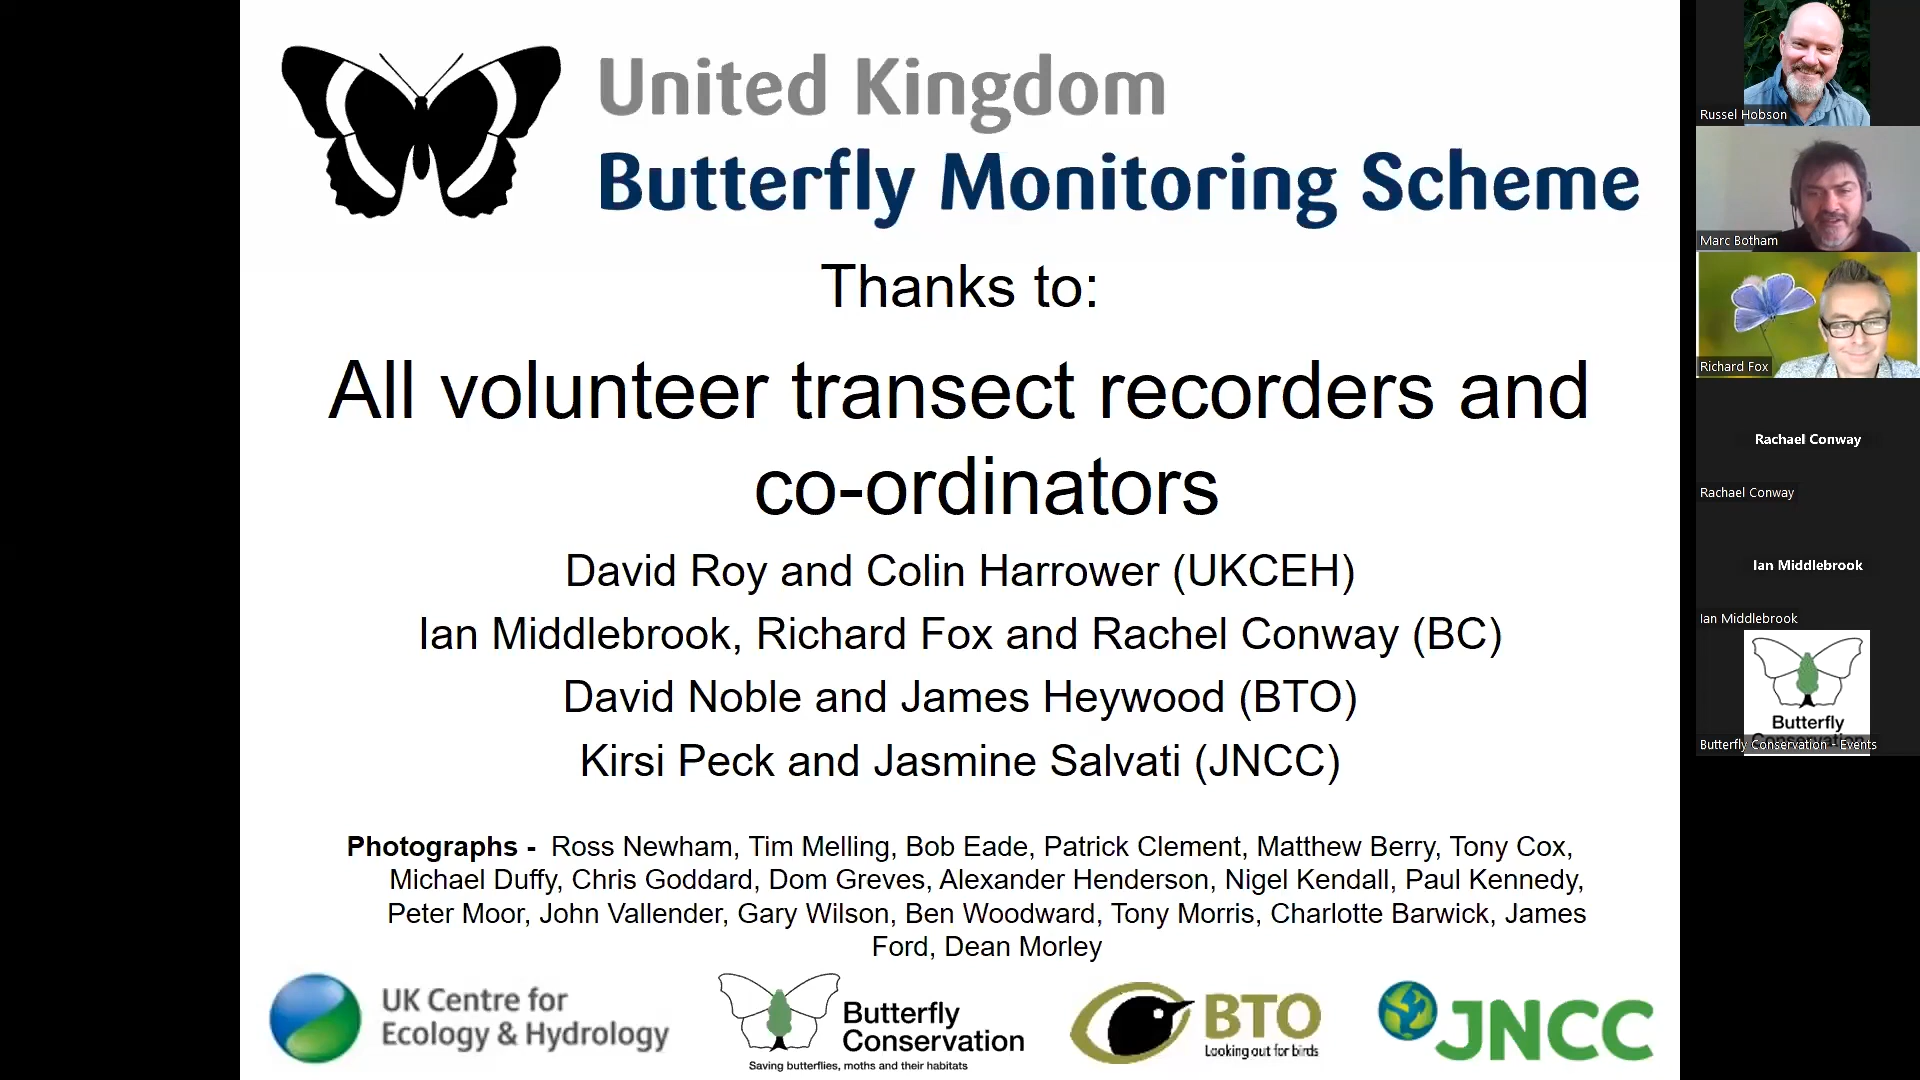 United Kingdom
Butterfly Monitoring Scheme
Thanks to:
All volunteer transect recorders and
co-ordinators
David Roy and Colin Harrower (UKCEH)
Ian Middlebrook, Richard Fox and Rachel Conway (BC)
David Noble and James Heywood (BTO)
Kirsi Peck and Jasmine Salvati (JNCC)
Photographs - Ross Newham, Tim Melling, Bob Eade, Patrick Clement, Matthew Berry, Tony Cox,
Michael Duffy, Chris Goddard, Dom Greves, Alexander Henderson, Nigel Kendall, Paul Kennedy,
Peter Moor, John Vallender, Gary Wilson, Ben Woodward, Tony Morris, Charlotte Barwick, James
Ford, Dean Morley
UK Centre for
Ecology & Hydrology
Butterfly
Conservation
Saving butterflies, moths and their habitats
BTO
Looking out for birds
JNCC
Russel Hobson
Marc Botham
Richard Fox
Rachael Conway
Rachael Conway
Ian Middlebrook
Ian Middlebrook
Butterfly
Conservation
Butterfly Conservation - Events